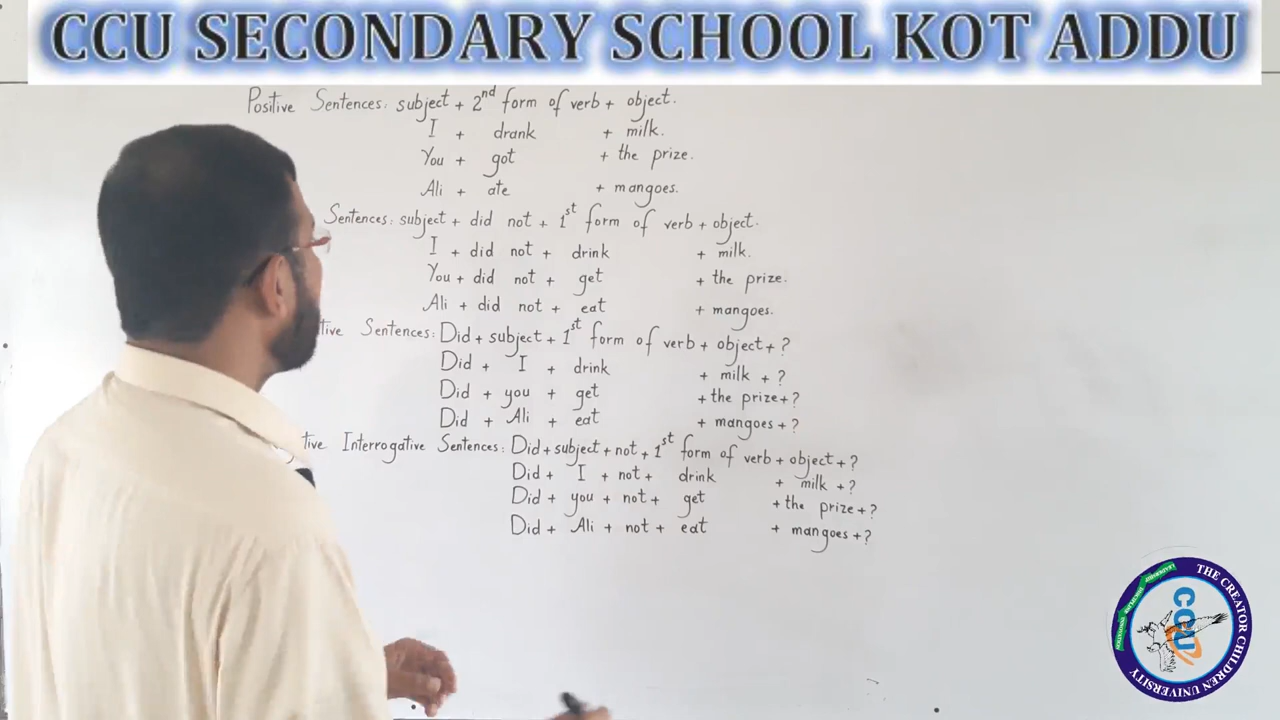 CCU SECONDARY SCHOOL KOT ADDU
Positive Sentences: subject + 2nd form of verb + object.
I + drank + milk.
You + got + the prize.
Ali + ate + mangoes.
Sentences: subject + did not + 1st form of verb + object.
I + did not + drink + milk.
You + did not + get + the prize.
Ali + did not + eat + mangoes.
tive Sentences: Did + subject + 1st form of verb + object + ?
Did + I + drink + milk + ?
Did + you + get + the prize + ?
Did + Ali + eat + mangoes + ?
tive Interrogative Sentences: Did + subject + not + 1st form of verb + object + ?
Did + I + not + drink + milk + ?
Did + you + not + get + the prize + ?
Did + Ali + not + eat + mangoes + ?
THE CREATOR CHILDREN UNIVERSITY
CCU
LEADERSHIP